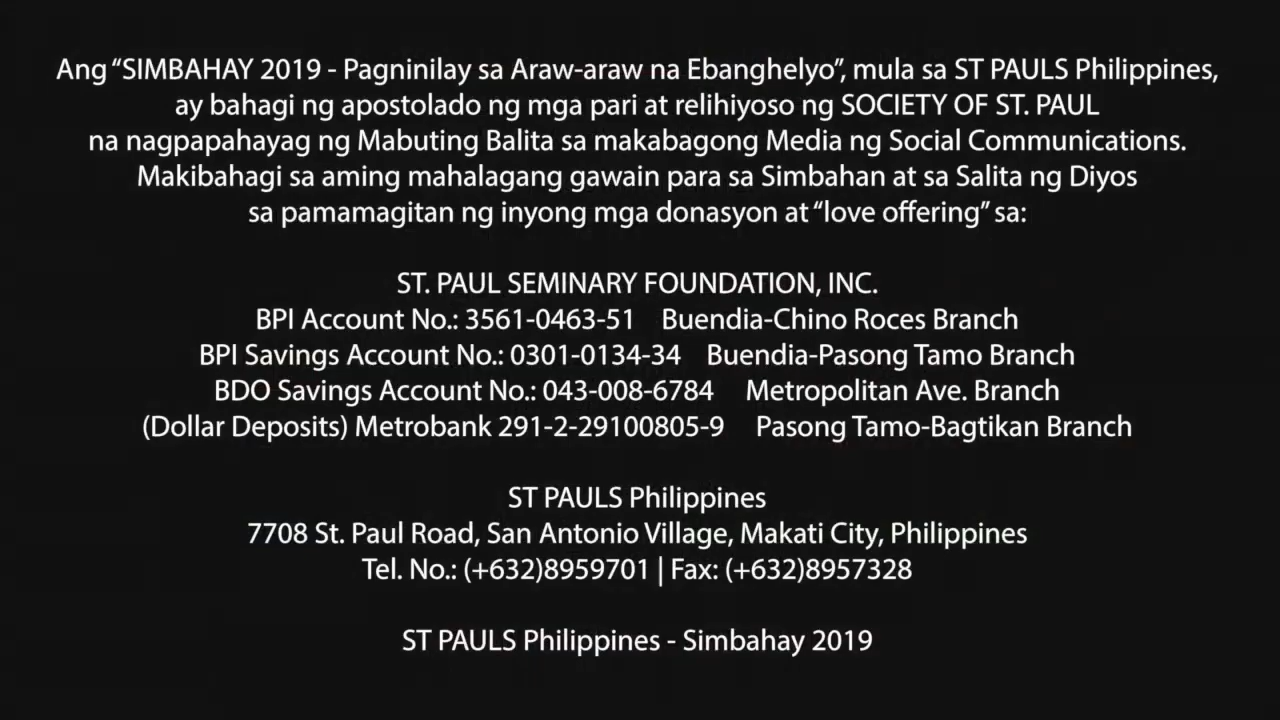 Ang “SIMBAHAY 2019 - Pagninilay sa Araw-araw na Ebanghelyo”, mula sa ST PAULS Philippines,
ay bahagi ng apostolado ng mga pari at relihiyoso ng SOCIETY OF ST. PAUL
na nagpapahayag ng Mabuting Balita sa makabagong Media ng Social Communications.
Makibahagi sa aming mahalagang gawain para sa Simbahan at sa Salita ng Diyos
sa pamamagitan ng inyong mga donasyon at “love offering” sa:
ST. PAUL SEMINARY FOUNDATION, INC.
BPI Account No.: 3561-0463-51 Buendia-Chino Roces Branch
BPI Savings Account No.: 0301-0134-34 Buendia-Pasong Tamo Branch
BDO Savings Account No.: 043-008-6784 Metropolitan Ave. Branch
(Dollar Deposits) Metrobank 291-2-29100805-9 Pasong Tamo-Bagtikan Branch
ST PAULS Philippines
7708 St. Paul Road, San Antonio Village, Makati City, Philippines
Tel. No.: (+632)8959701 | Fax: (+632)8957328
ST PAULS Philippines - Simbahay 2019